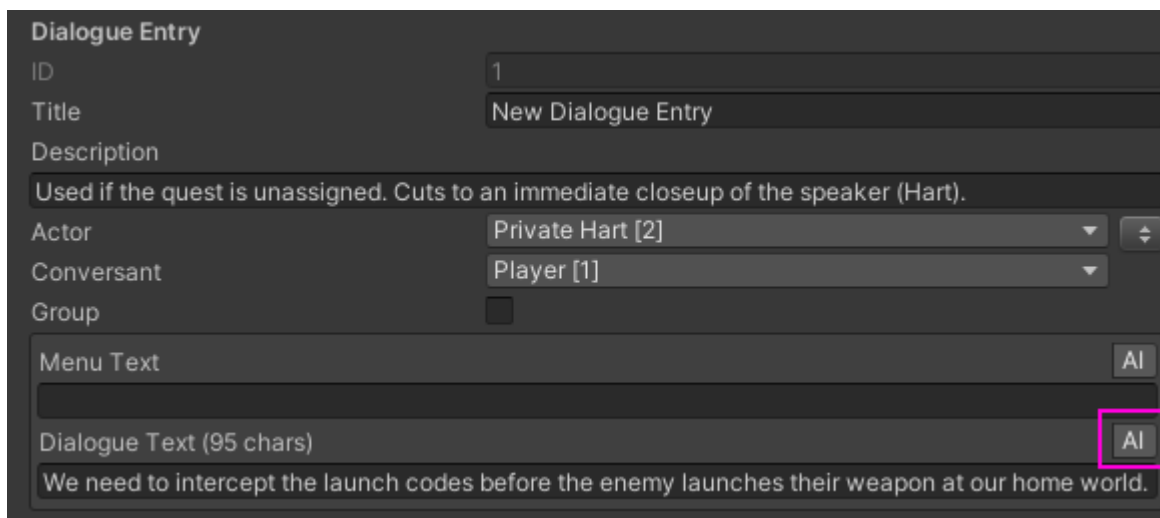 Dialogue Entry
ID 1
Title New Dialogue Entry
Description
Used if the quest is unassigned. Cuts to an immediate closeup of the speaker (Hart).
Actor Private Hart [2]
Conversant Player [1]
Group
Menu Text AI
Dialogue Text (95 chars) AI
We need to intercept the launch codes before the enemy launches their weapon at our home world.